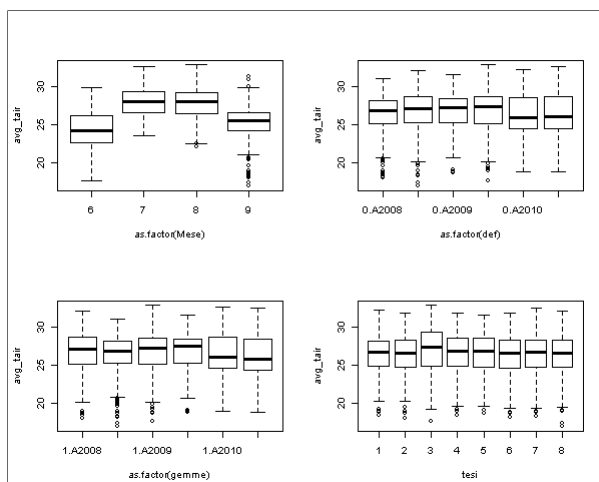 avg_tair
30
25
20
6 7 8 9
as.factor(Mese)
avg_tair
30
25
20
0.A2008 0.A2009 0.A2010
as.factor(def)
avg_tair
30
25
20
1.A2008 1.A2009 1.A2010
as.factor(gemme)
avg_tair
30
25
20
1 2 3 4 5 6 7 8
tesi